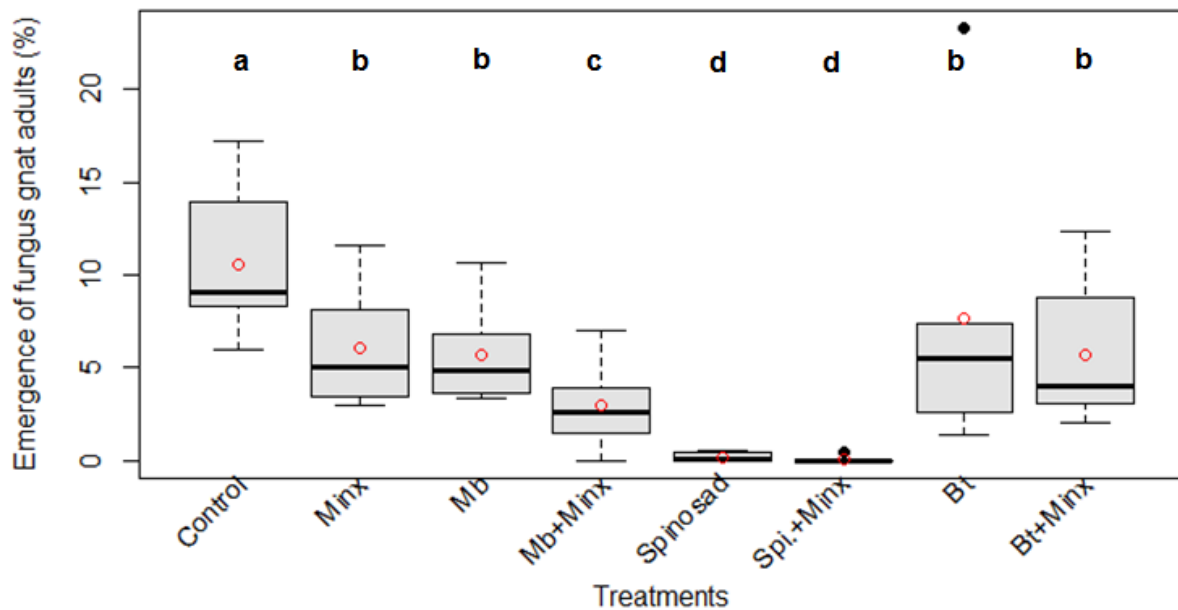 Emergence of fungus gnat adults (%)
20
15
10
5
0
a b b c d d b b
Control Minx Mb Mb+Minx Spinosad Spi.+Minx Bt Bt+Minx
Treatments